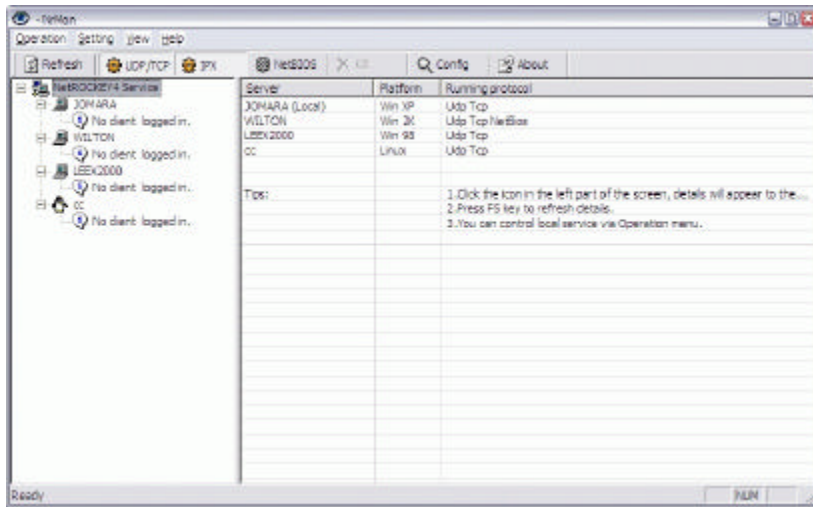 -NrMon
Operation Setting View Help
Refresh UDP/TCP IPX NetBIOS Kill Config About
NetROCKEY4 Service
JOMARA
No client logged in.
WILTON
No client logged in.
LEEX2000
No client logged in.
cc
No client logged in.
Server Platform Running protocol
JOMARA (Local) Win XP Udp Tcp
WILTON Win 2K Udp Tcp NetBios
LEEX2000 Win 98 Udp Tcp
cc Linux Udp Tcp
Tips: 1.Click the icon in the left part of the screen, details will appear to the...
2.Press F5 key to refresh details.
3.You can control local service via Operation menu.
Ready NUM